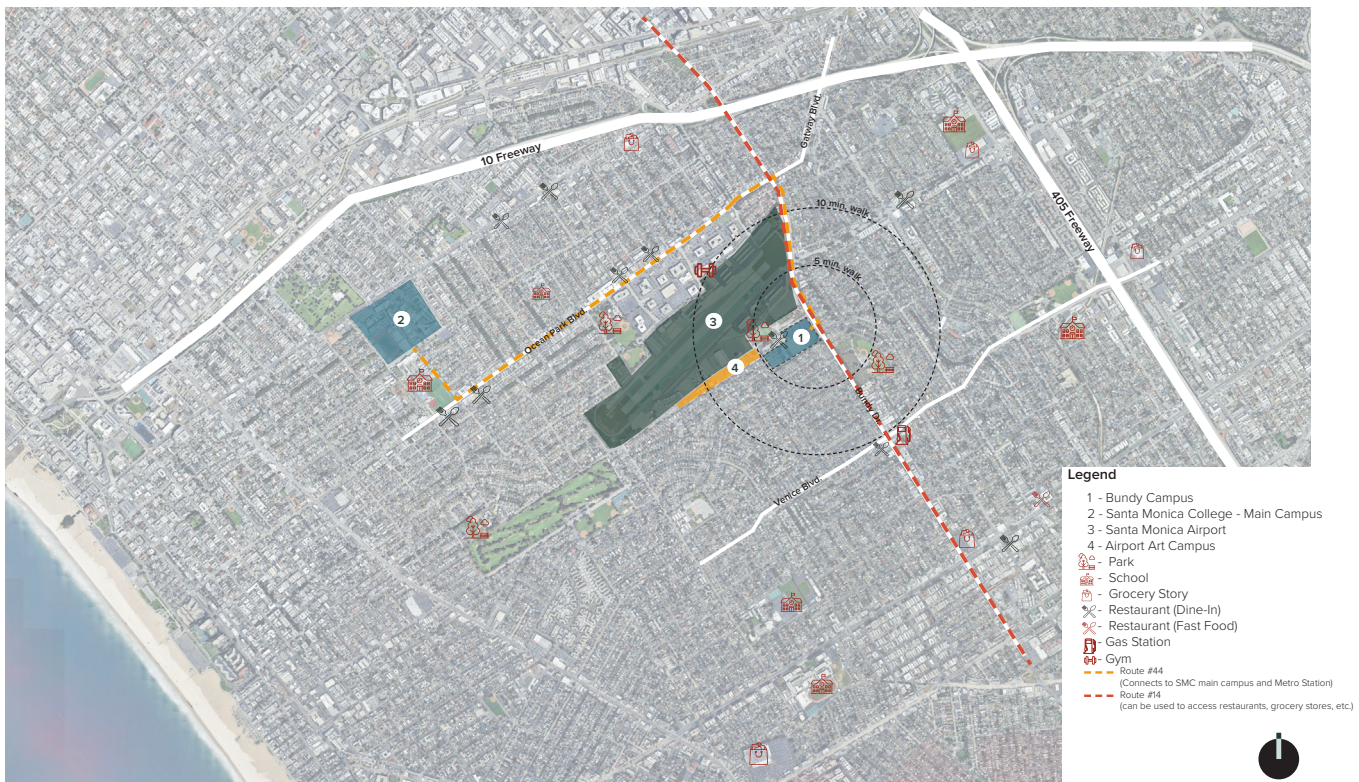 10 Freeway
Gatway Blvd.
405 Freeway
10 min. walk
5 min. walk
Ocean Park Blvd.
Bundy Dr.
Venice Blvd.
1
2
3
4
Legend
1 - Bundy Campus
2 - Santa Monica College - Main Campus
3 - Santa Monica Airport
4 - Airport Art Campus
- Park
- School
- Grocery Story
- Restaurant (Dine-In)
- Restaurant (Fast Food)
- Gas Station
- Gym
Route #44
(Connects to SMC main campus and Metro Station)
Route #14
(can be used to access restaurants, grocery stores, etc.)